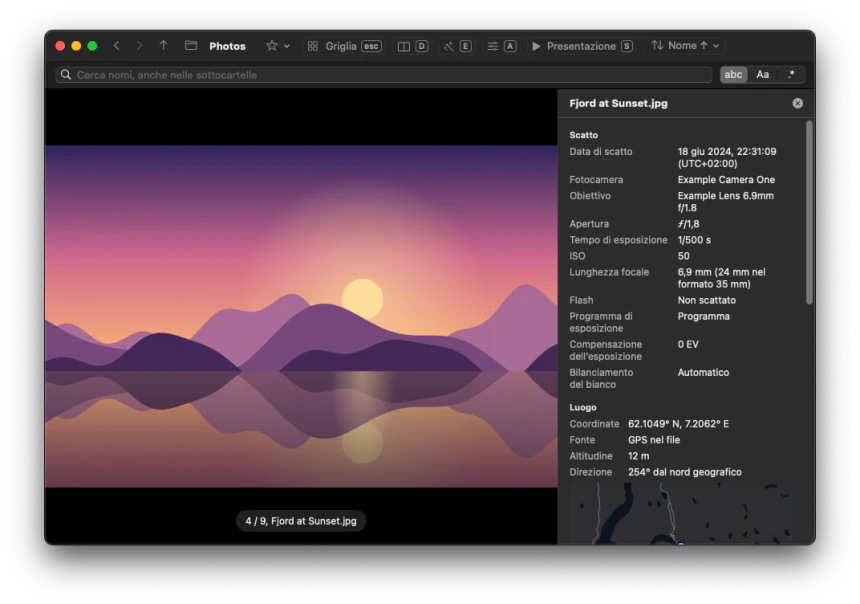 Photos
Griglia esc
D
E
A
Presentazione S
Nome
Cerca nomi, anche nelle sottocartelle
abc
Aa
.*
Fjord at Sunset.jpg
Scatto
Data di scatto 18 giu 2024, 22:31:09
(UTC+02:00)
Fotocamera Example Camera One
Obiettivo Example Lens 6.9mm
f/1.8
Apertura ƒ/1,8
Tempo di esposizione 1/500 s
ISO 50
Lunghezza focale 6,9 mm (24 mm nel
formato 35 mm)
Flash Non scattato
Programma di Programma
esposizione
Compensazione 0 EV
dell'esposizione
Bilanciamento Automatico
del bianco
Luogo
Coordinate 62.1049° N, 7.2062° E
Fonte GPS nel file
Altitudine 12 m
Direzione 254° dal nord geografico
4 / 9, Fjord at Sunset.jpg